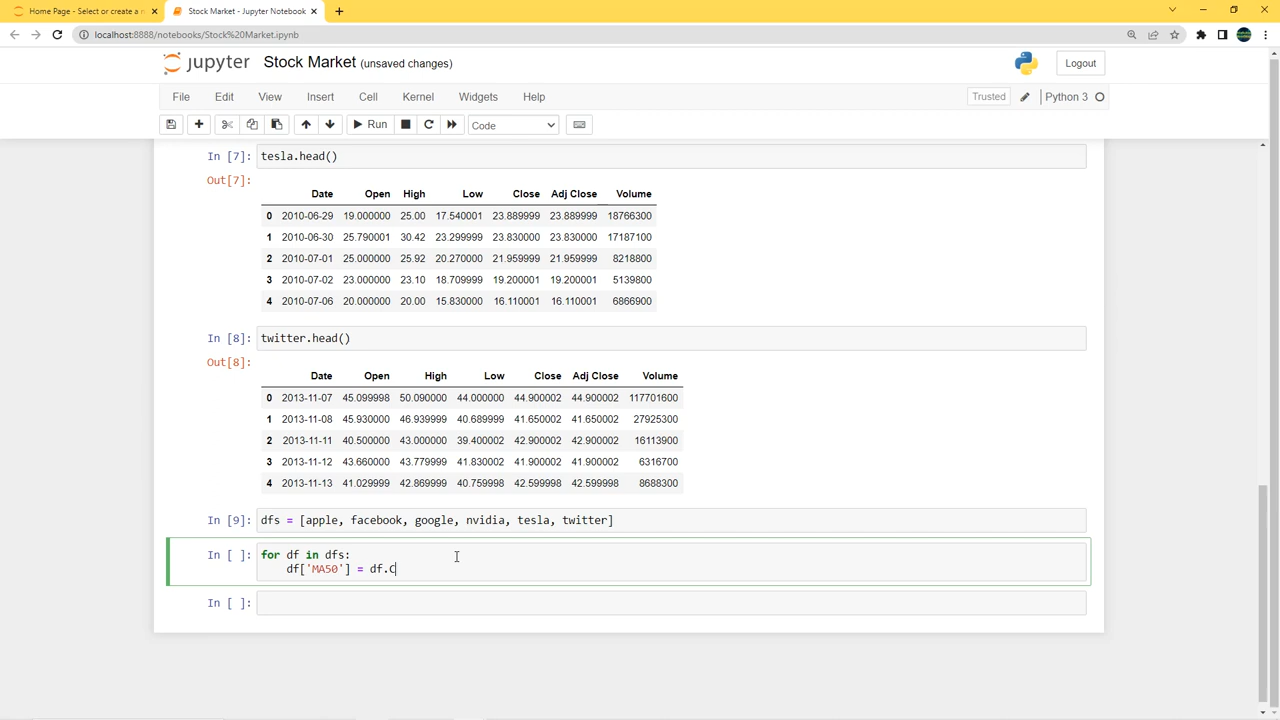 Home Page - Select or create a n
Stock Market - Jupyter Notebook
localhost:8888/notebooks/Stock%20Market.ipynb
jupyter Stock Market (unsaved changes) Logout
File Edit View Insert Cell Kernel Widgets Help Trusted Python 3
Run Code
In [7]: tesla.head()
Out[7]:
Date Open High Low Close Adj Close Volume
0 2010-06-29 19.000000 25.00 17.540001 23.889999 23.889999 18766300
1 2010-06-30 25.790001 30.42 23.299999 23.830000 23.830000 17187100
2 2010-07-01 25.000000 25.92 20.270000 21.959999 21.959999 8218800
3 2010-07-02 23.000000 23.10 18.709999 19.200001 19.200001 5139800
4 2010-07-06 20.000000 20.00 15.830000 16.110001 16.110001 6866900
In [8]: twitter.head()
Out[8]:
Date Open High Low Close Adj Close Volume
0 2013-11-07 45.099998 50.090000 44.000000 44.900002 44.900002 117701600
1 2013-11-08 45.930000 46.939999 40.689999 41.650002 41.650002 27925300
2 2013-11-11 40.500000 43.000000 39.400002 42.900002 42.900002 16113900
3 2013-11-12 43.660000 43.779999 41.830002 41.900002 41.900002 6316700
4 2013-11-13 41.029999 42.869999 40.759998 42.599998 42.599998 8688300
In [9]: dfs = [apple, facebook, google, nvidia, tesla, twitter]
In [ ]: for df in dfs:
df['MA50'] = df.C
In [ ]: